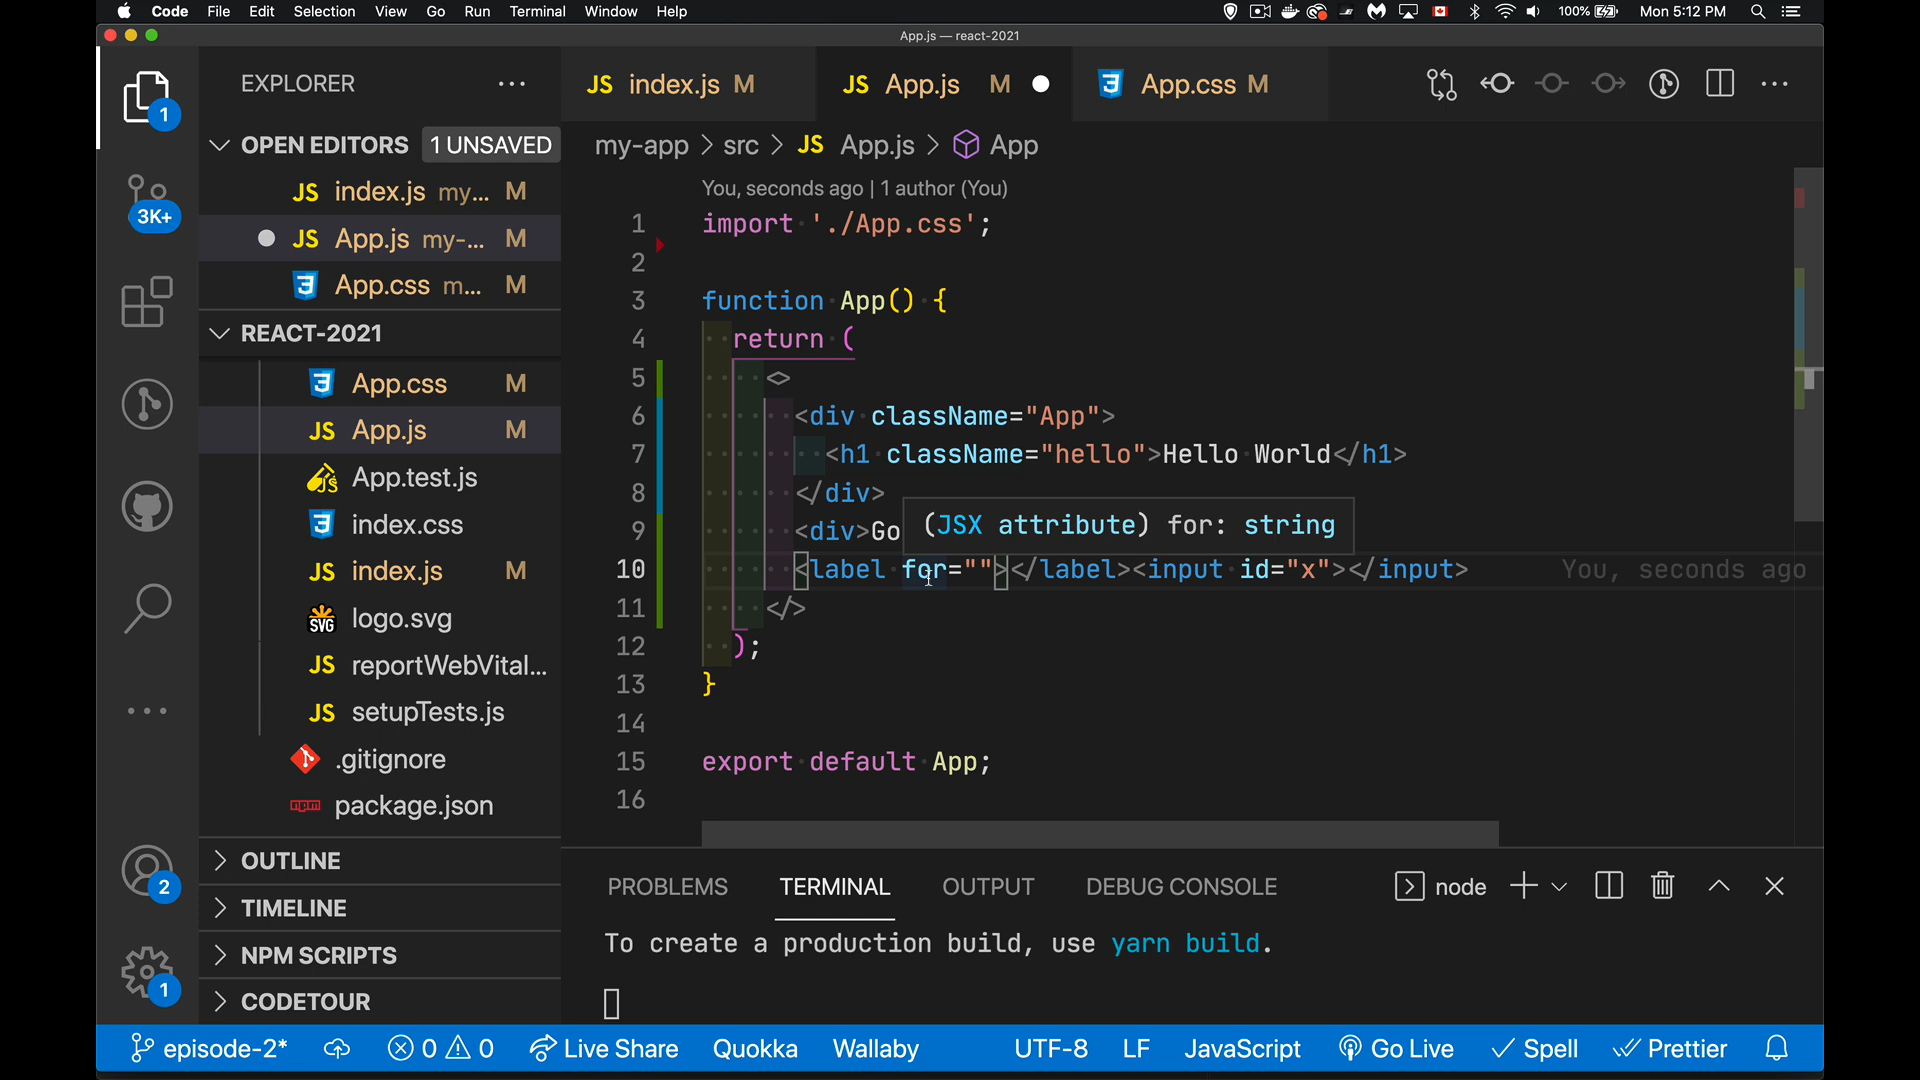 Code File Edit Selection View Go Run Terminal Window Help 100% Mon 5:12 PM
App.js — react-2021
EXPLORER
OPEN EDITORS 1 UNSAVED
JS index.js my... M
JS App.js my-... M
App.css m... M
REACT-2021
App.css M
JS App.js M
App.test.js
index.css
JS index.js M
SVG logo.svg
JS reportWebVital...
JS setupTests.js
.gitignore
npm package.json
OUTLINE
TIMELINE
NPM SCRIPTS
CODETOUR
1
3K+
2
1
JS index.js M JS App.js M App.css M
my-app > src > JS App.js > App
You, seconds ago | 1 author (You)
1 import './App.css';
2
3 function App() {
4 return (
5 <>
6 <div className="App">
7 <h1 className="hello">Hello World</h1>
8 </div>
9 <div>Go
(JSX attribute) for: string
10 <label for=""></label><input id="x"></input> You, seconds ago
11 </>
12 );
13 }
14
15 export default App;
16
PROBLEMS TERMINAL OUTPUT DEBUG CONSOLE node
To create a production build, use yarn build.
episode-2* 0 0 Live Share Quokka Wallaby UTF-8 LF JavaScript Go Live Spell Prettier